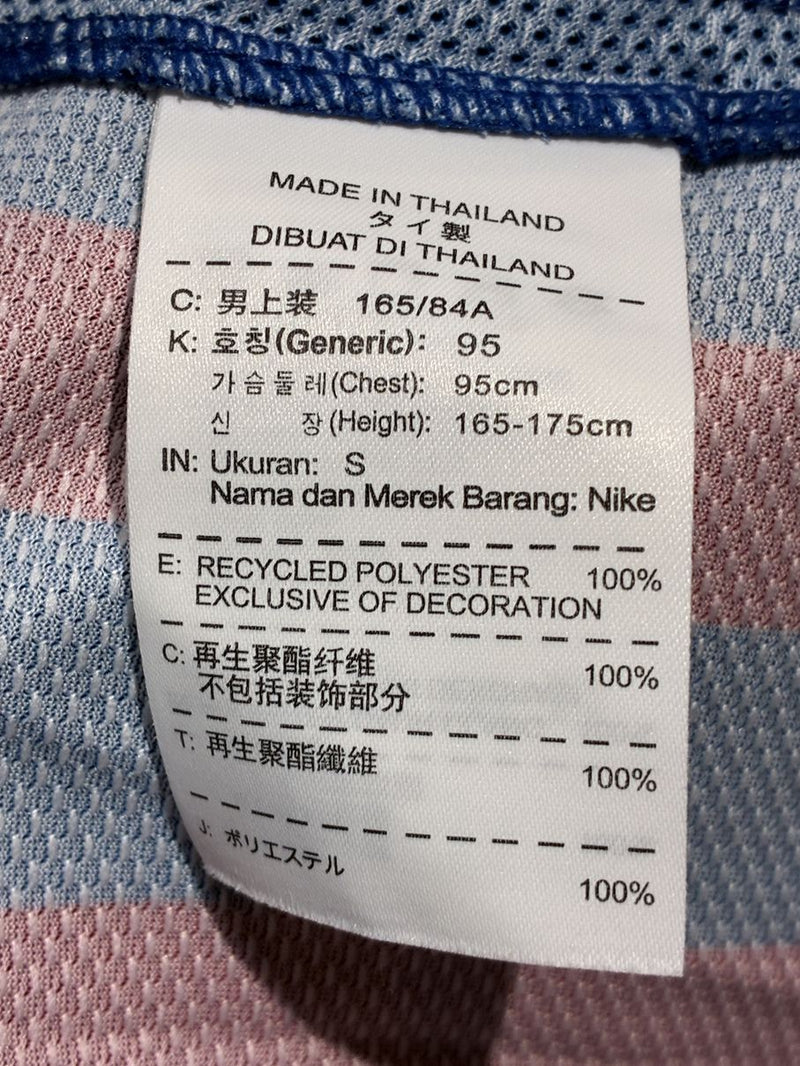 MADE IN THAILAND
タイ製
DIBUAT DI THAILAND
C: 男上装 165/84A
K: 호칭(Generic): 95
가슴둘레(Chest): 95cm
신 장(Height): 165-175cm
IN: Ukuran: S
Nama dan Merek Barang: Nike
E: RECYCLED POLYESTER 100%
EXCLUSIVE OF DECORATION
C: 再生聚酯纤维 100%
不包括装饰部分
T: 再生聚酯纖維 100%
J: ポリエステル 100%